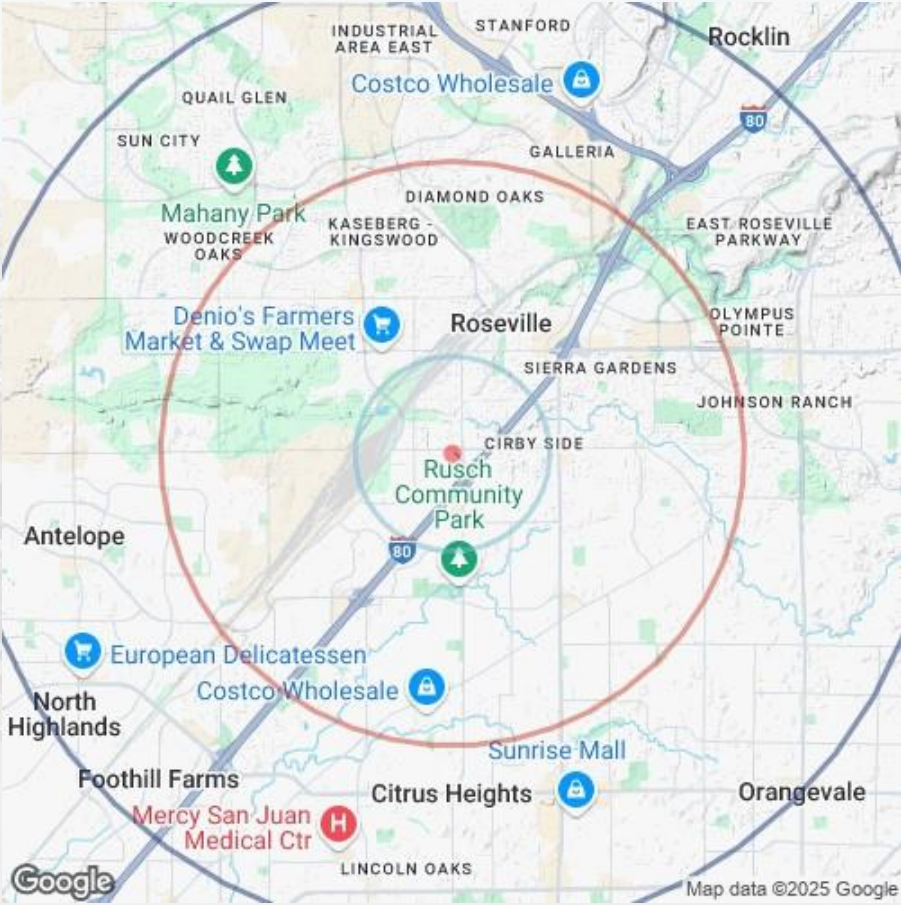 INDUSTRIAL
AREA EAST
STANFORD
Rocklin
Costco Wholesale
QUAIL GLEN
80
SUN CITY
GALLERIA
DIAMOND OAKS
Mahany Park
WOODCREEK
OAKS
KASEBERG -
KINGSWOOD
EAST ROSEVILLE
PARKWAY
Denio's Farmers
Market & Swap Meet
Roseville
OLYMPUS
POINTE
SIERRA GARDENS
JOHNSON RANCH
CIRBY SIDE
Rusch
Community
Park
Antelope
80
European Delicatessen
Costco Wholesale
North
Highlands
Sunrise Mall
Foothill Farms
Citrus Heights
Orangevale
Mercy San Juan
Medical Ctr
H
LINCOLN OAKS
Google
Map data ©2025 Google